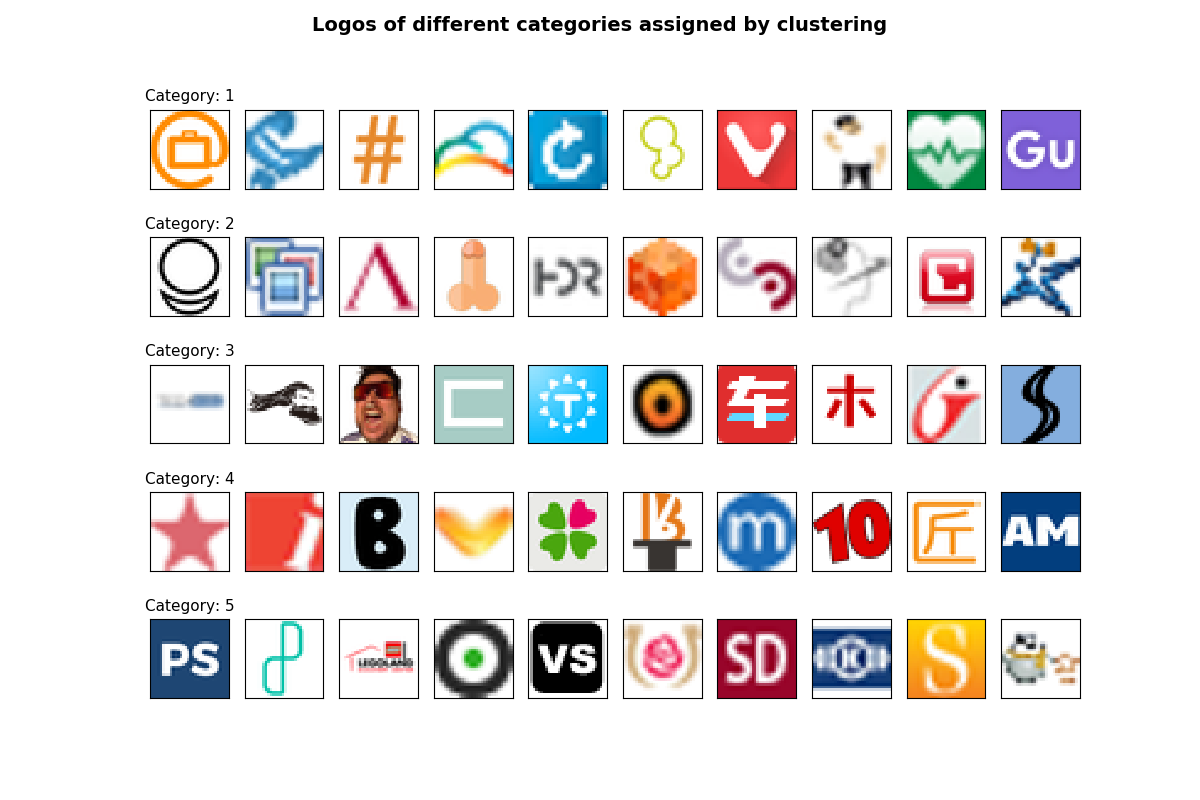 Logos of different categories assigned by clustering
Category: 1
# Gu
Category: 2
HDR
Category: 3
T 车 木
Category: 4
B m 10 匠 AM
Category: 5
PS LEGOLAND VS SD K S